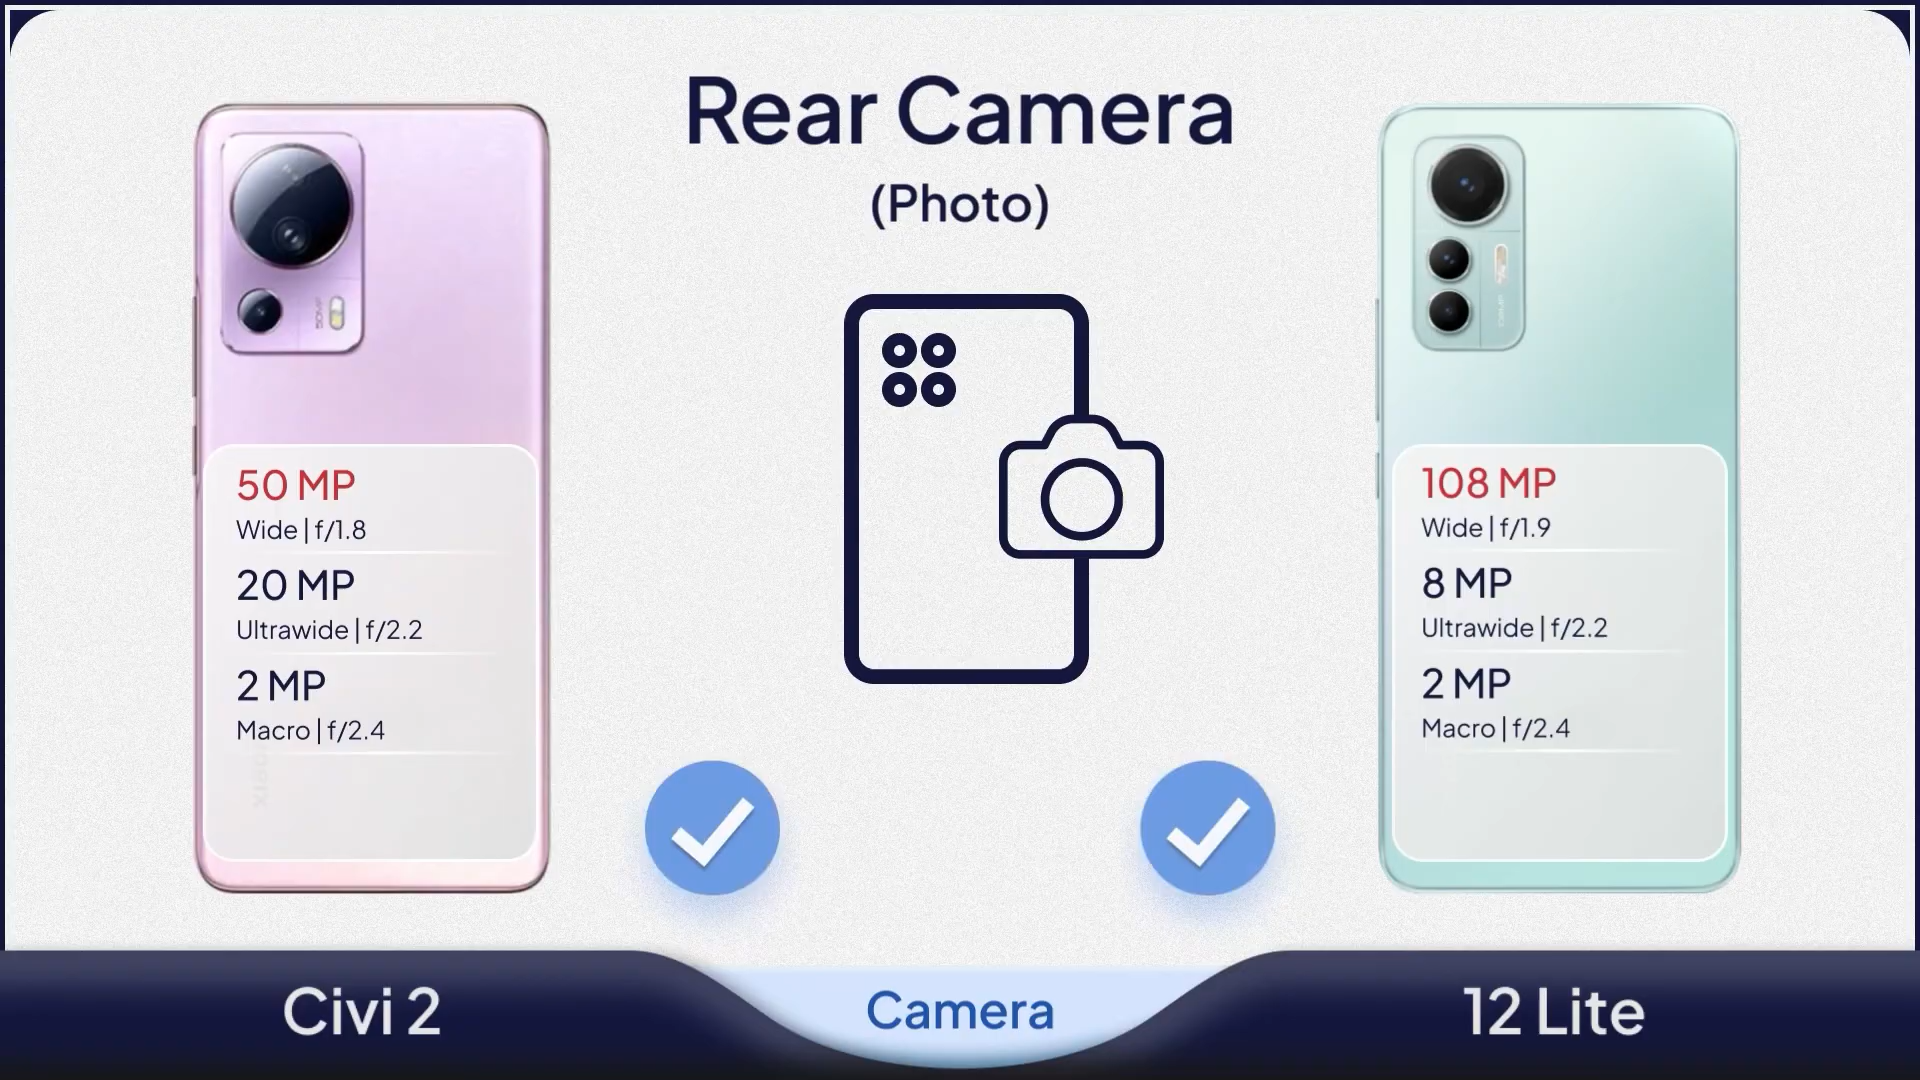 Rear Camera
(Photo)
50MP
50 MP
Wide | f/1.8
20 MP
Ultrawide | f/2.2
2 MP
Macro | f/2.4
xiaomi
108 MP
Wide | f/1.9
8 MP
Ultrawide | f/2.2
2 MP
Macro | f/2.4
Civi 2
Camera
12 Lite